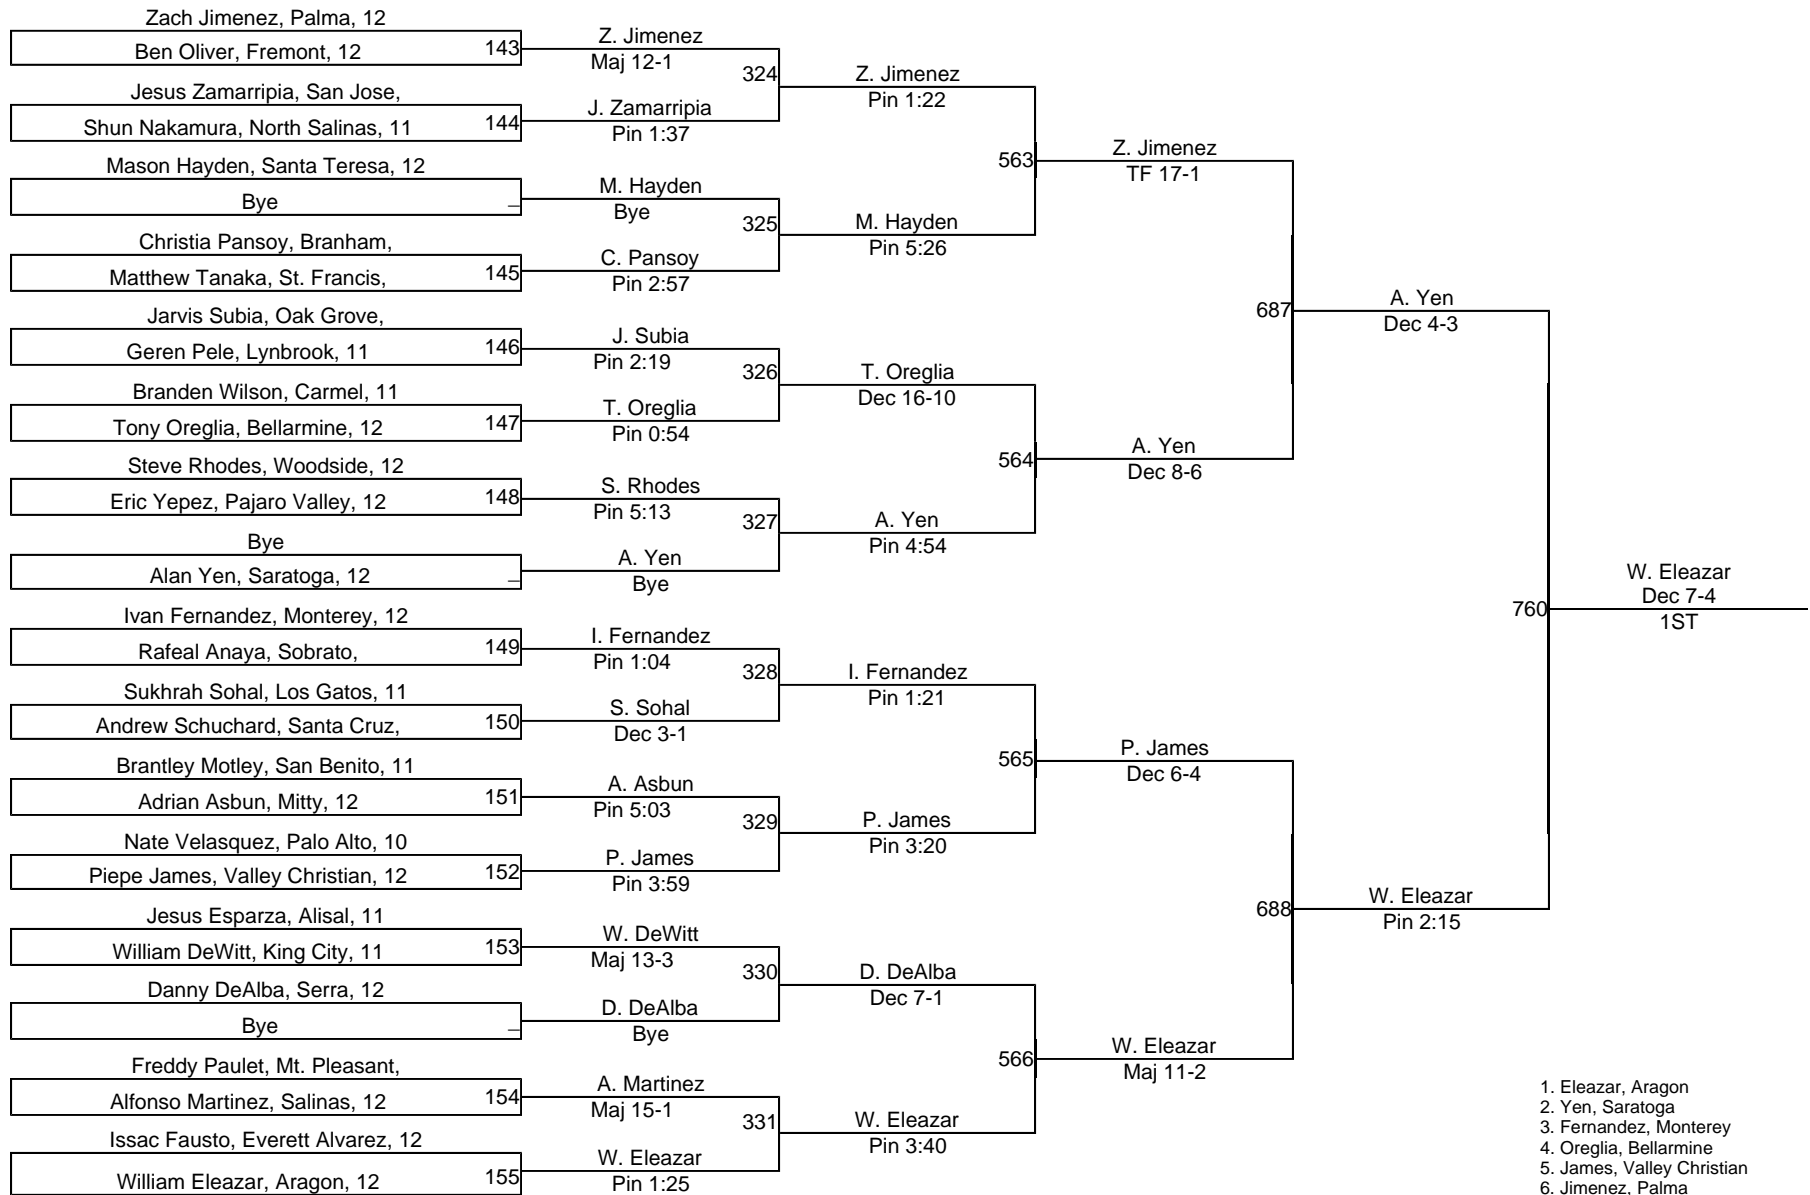 Zach Jimenez, Palma, 12
Ben Oliver, Fremont, 12
143
Jesus Zamarripia, San Jose,
Shun Nakamura, North Salinas, 11
144
Mason Hayden, Santa Teresa, 12
Bye
_
Christia Pansoy, Branham,
Matthew Tanaka, St. Francis,
145
Jarvis Subia, Oak Grove,
Geren Pele, Lynbrook, 11
146
Branden Wilson, Carmel, 11
Tony Oreglia, Bellarmine, 12
147
Steve Rhodes, Woodside, 12
Eric Yepez, Pajaro Valley, 12
148
Bye
Alan Yen, Saratoga, 12
_
Ivan Fernandez, Monterey, 12
Rafeal Anaya, Sobrato,
149
Sukhrah Sohal, Los Gatos, 11
Andrew Schuchard, Santa Cruz,
150
Brantley Motley, San Benito, 11
Adrian Asbun, Mitty, 12
151
Nate Velasquez, Palo Alto, 10
Piepe James, Valley Christian, 12
152
Jesus Esparza, Alisal, 11
William DeWitt, King City, 11
153
Danny DeAlba, Serra, 12
Bye
_
Freddy Paulet, Mt. Pleasant,
Alfonso Martinez, Salinas, 12
154
Issac Fausto, Everett Alvarez, 12
William Eleazar, Aragon, 12
155
Z. Jimenez
Maj 12-1
324
J. Zamarripia
Pin 1:37
M. Hayden
Bye
325
C. Pansoy
Pin 2:57
J. Subia
Pin 2:19
326
T. Oreglia
Pin 0:54
S. Rhodes
Pin 5:13
327
A. Yen
Bye
I. Fernandez
Pin 1:04
328
S. Sohal
Dec 3-1
A. Asbun
Pin 5:03
329
P. James
Pin 3:59
W. DeWitt
Maj 13-3
330
D. DeAlba
Bye
A. Martinez
Maj 15-1
331
W. Eleazar
Pin 1:25
Z. Jimenez
Pin 1:22
563
M. Hayden
Pin 5:26
T. Oreglia
Dec 16-10
564
A. Yen
Pin 4:54
I. Fernandez
Pin 1:21
565
P. James
Pin 3:20
D. DeAlba
Dec 7-1
566
W. Eleazar
Pin 3:40
Z. Jimenez
TF 17-1
687
A. Yen
Dec 8-6
P. James
Dec 6-4
688
W. Eleazar
Maj 11-2
A. Yen
Dec 4-3
760
W. Eleazar
Pin 2:15
W. Eleazar
Dec 7-4
1ST
1. Eleazar, Aragon
2. Yen, Saratoga
3. Fernandez, Monterey
4. Oreglia, Bellarmine
5. James, Valley Christian
6. Jimenez, Palma